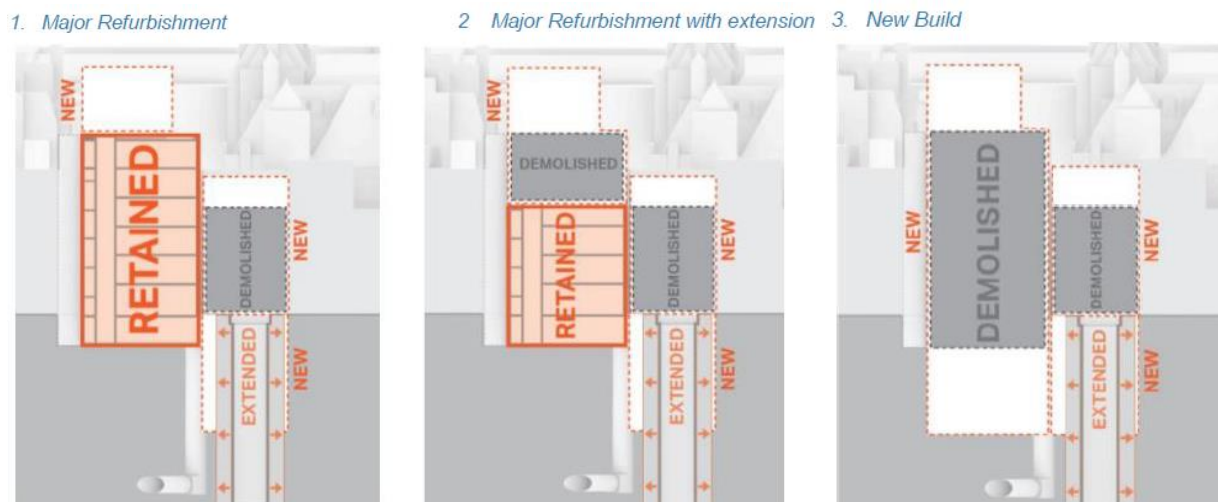 1. Major Refurbishment
NEW
RETAINED
DEMOLISHED
NEW
EXTENDED
NEW
2 Major Refurbishment with extension
NEW
DEMOLISHED
RETAINED
DEMOLISHED
NEW
EXTENDED
NEW
3. New Build
NEW
DEMOLISHED
DEMOLISHED
NEW
EXTENDED
NEW